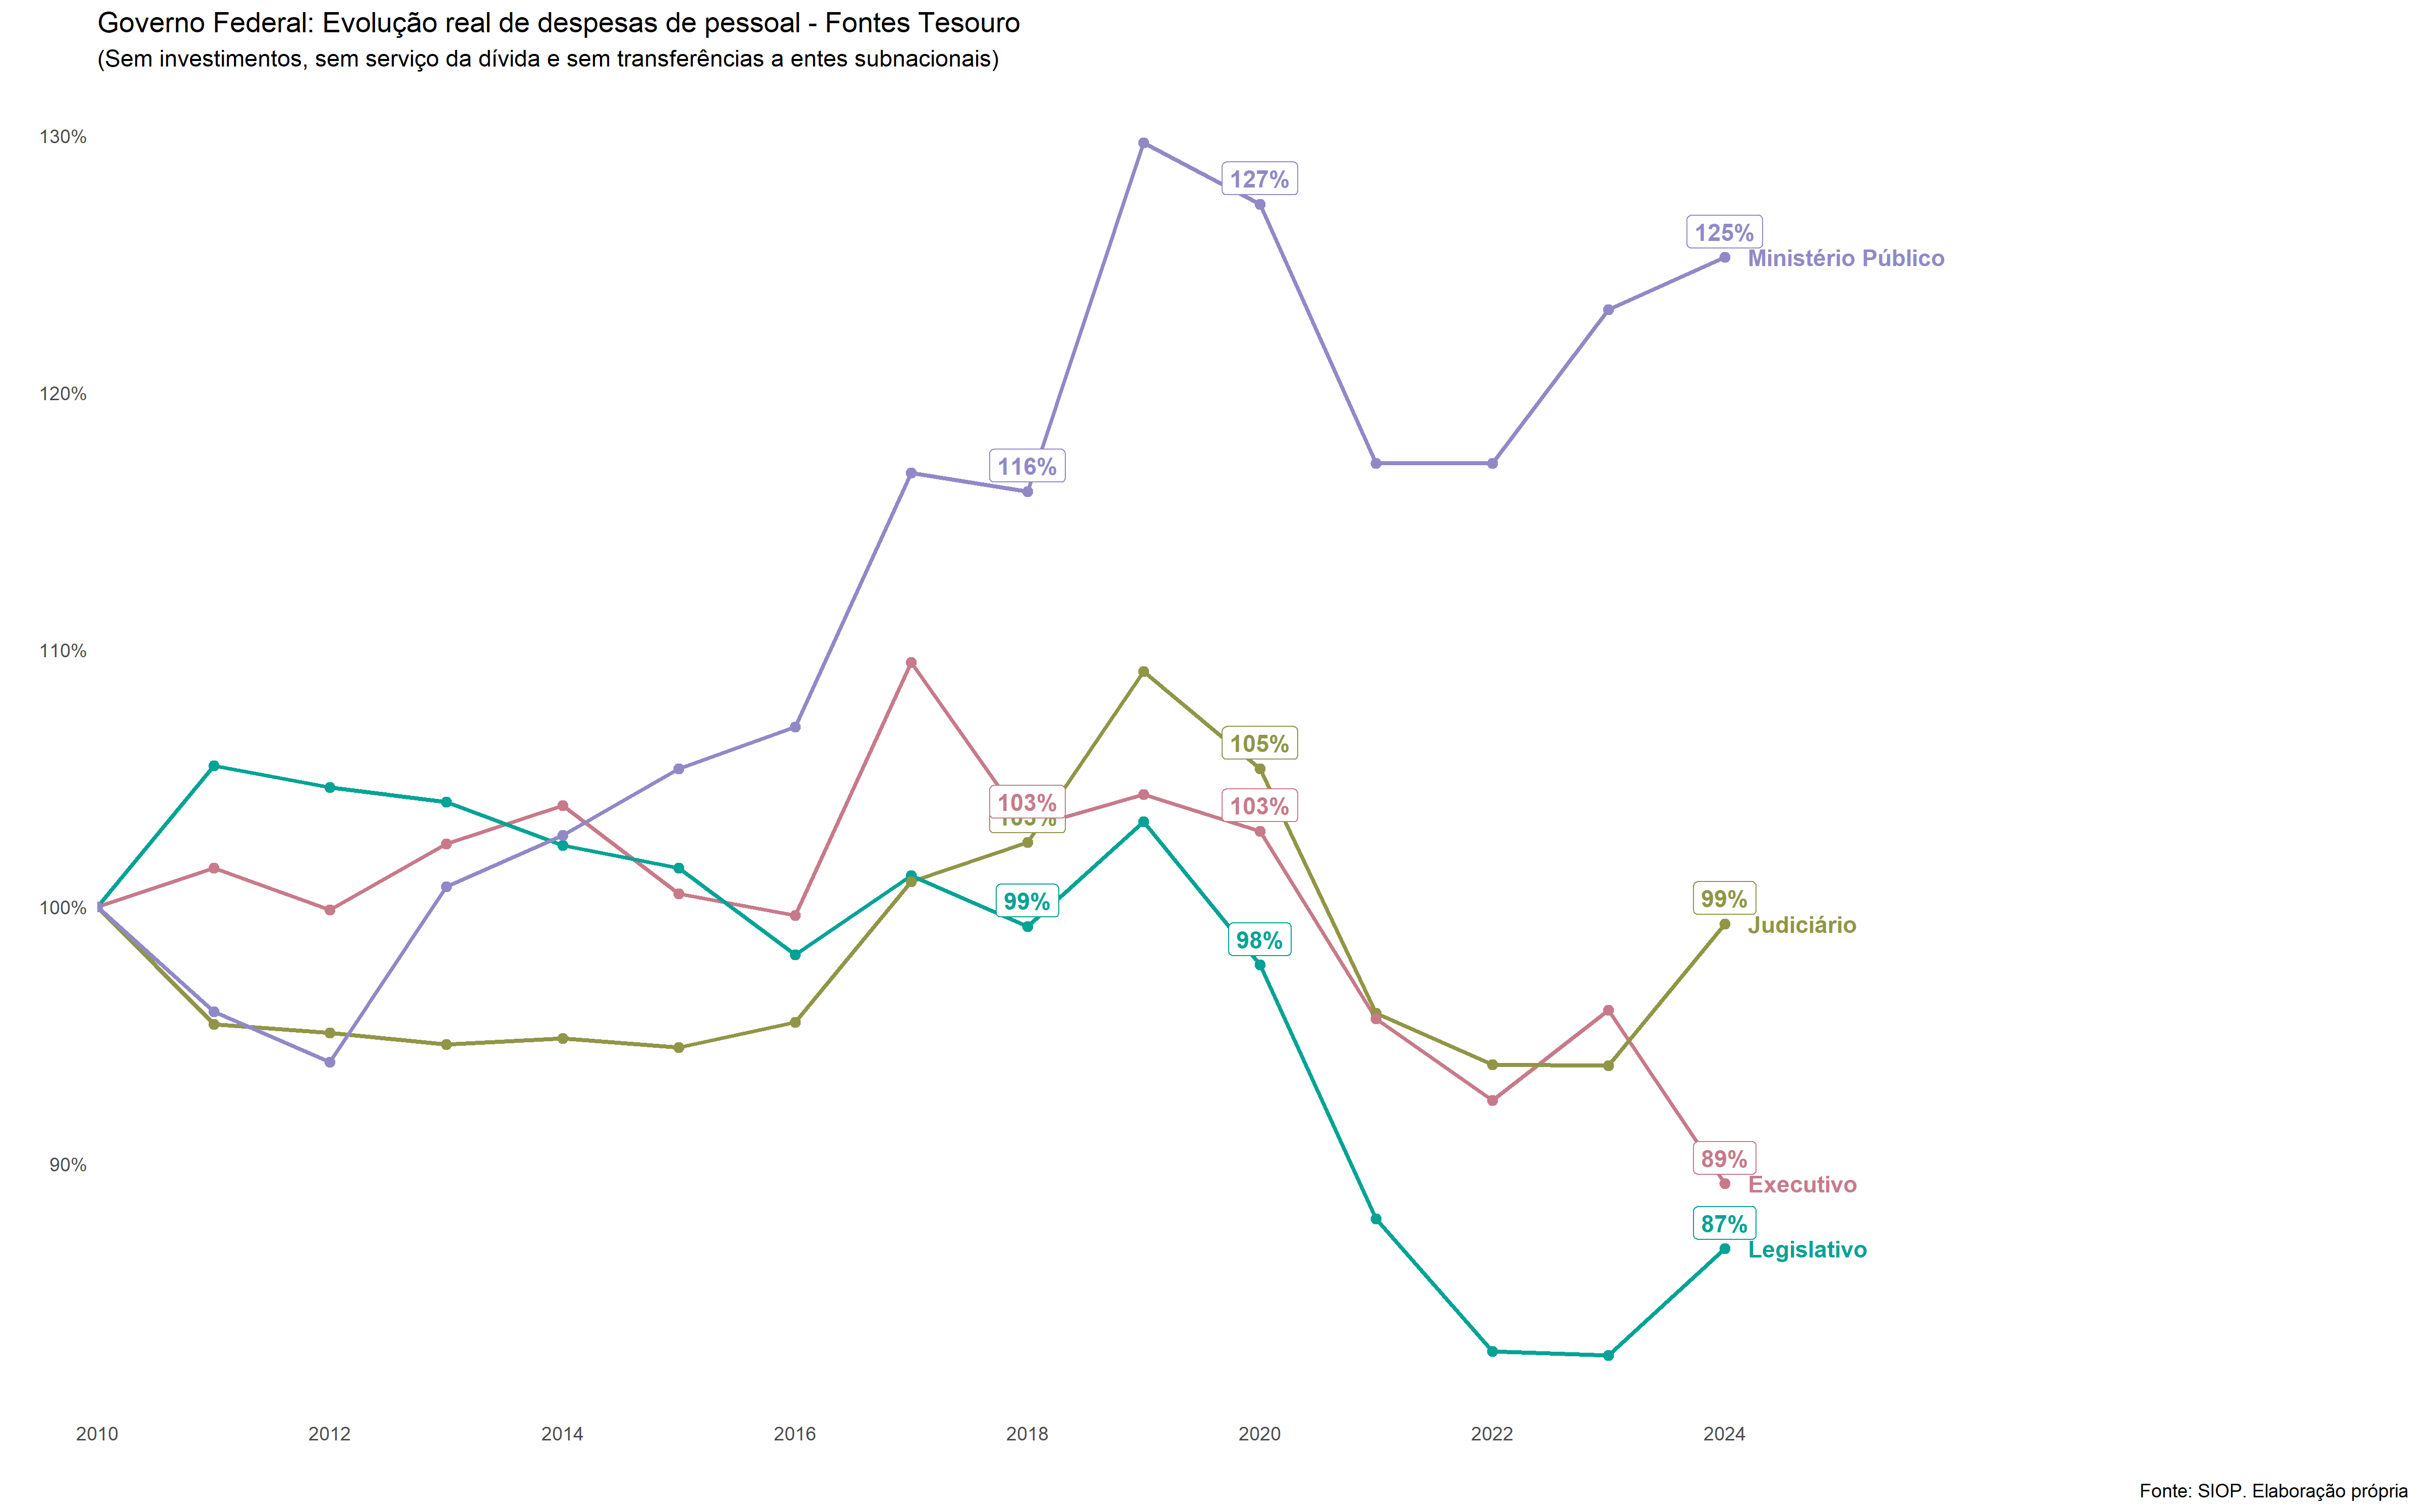 Governo Federal: Evolução real de despesas de pessoal - Fontes Tesouro
(Sem investimentos, sem serviço da dívida e sem transferências a entes subnacionais)
130%
127%
125%
Ministério Público
120%
116%
110%
105%
103%
103%
100%
99%
99%
Judiciário
98%
90%
89%
Executivo
87%
Legislativo
2010 2012 2014 2016 2018 2020 2022 2024
Fonte: SIOP. Elaboração própria